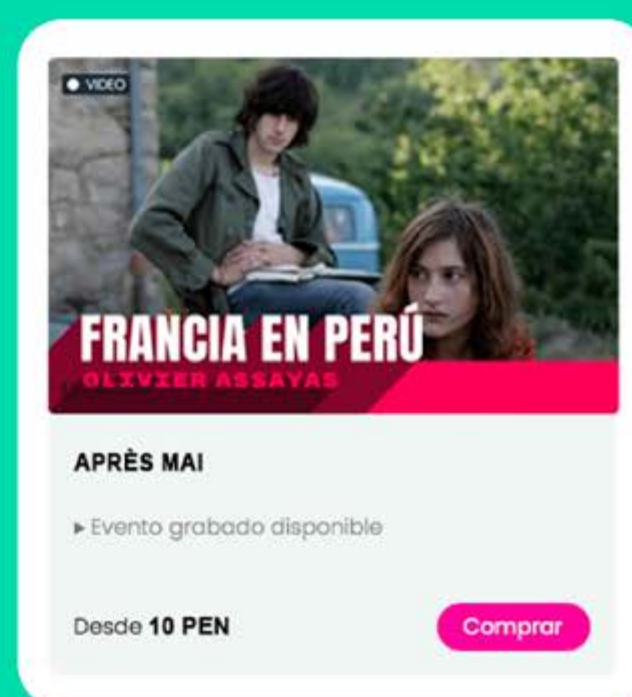 VIDEO
FRANCIA EN PERÚ
OLIVIER ASSAYAS
APRÈS MAI
▸ Evento grabado disponible
Desde 10 PEN
Comprar